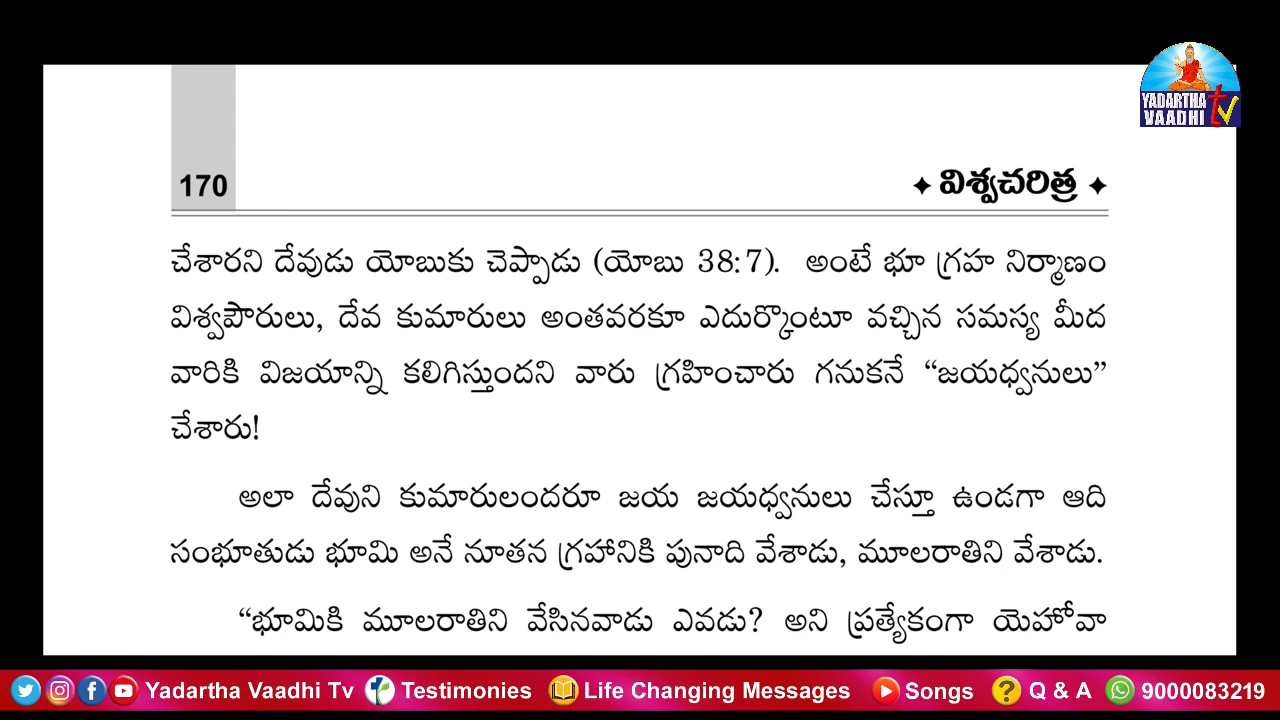 YADARTHA
VAADHI tv
170
✦ విశ్వచరిత్ర ✦
చేశారని దేవుడు యోబుకు చెప్పాడు (యోబు 38:7). అంటే భూ గ్రహ నిర్మాణం
విశ్వపౌరులు, దేవ కుమారులు అంతవరకూ ఎదుర్కొంటూ వచ్చిన సమస్య మీద
వారికి విజయాన్ని కలిగిస్తుందని వారు గ్రహించారు గనుకనే “జయధ్వనులు”
చేశారు!
అలా దేవుని కుమారులందరూ జయ జయధ్వనులు చేస్తూ ఉండగా ఆది
సంభూతుడు భూమి అనే నూతన గ్రహానికి పునాది వేశాడు, మూలరాతిని వేశాడు.
“భూమికి మూలరాతిని వేసినవాడు ఎవడు? అని ప్రత్యేకంగా యెహోవా
Yadartha Vaadhi Tv Testimonies Life Changing Messages Songs Q & A 9000083219